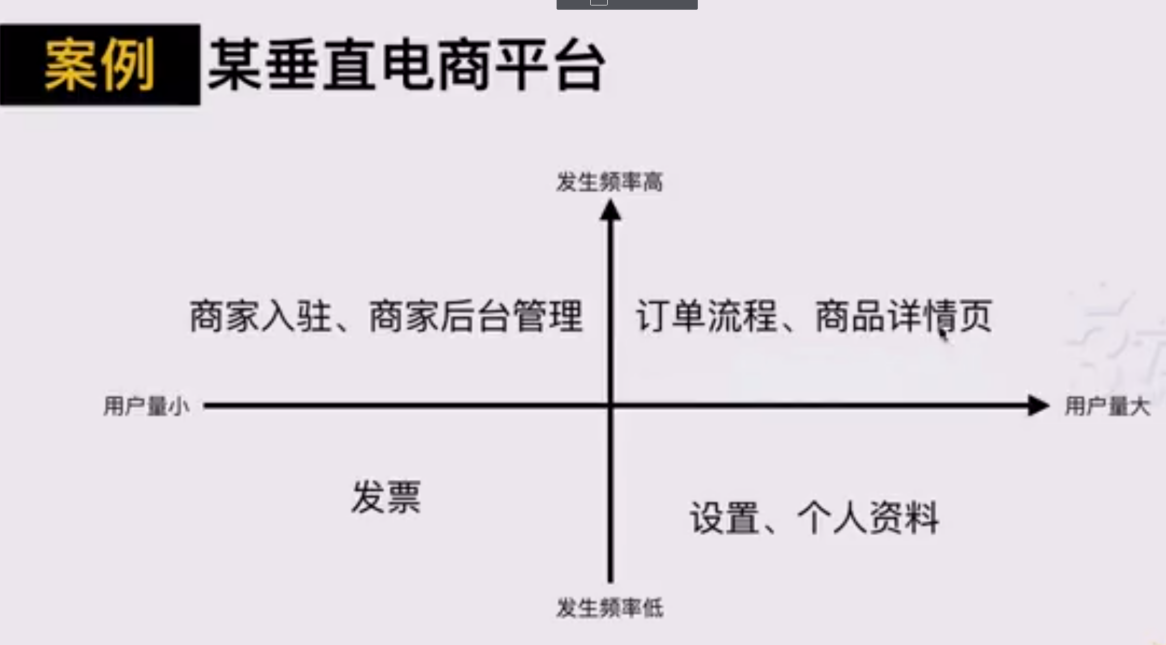 案例 某垂直电商平台
发生频率高
商家入驻、商家后台管理 订单流程、商品详情页
用户量小 用户量大
发票
设置、个人资料
发生频率低